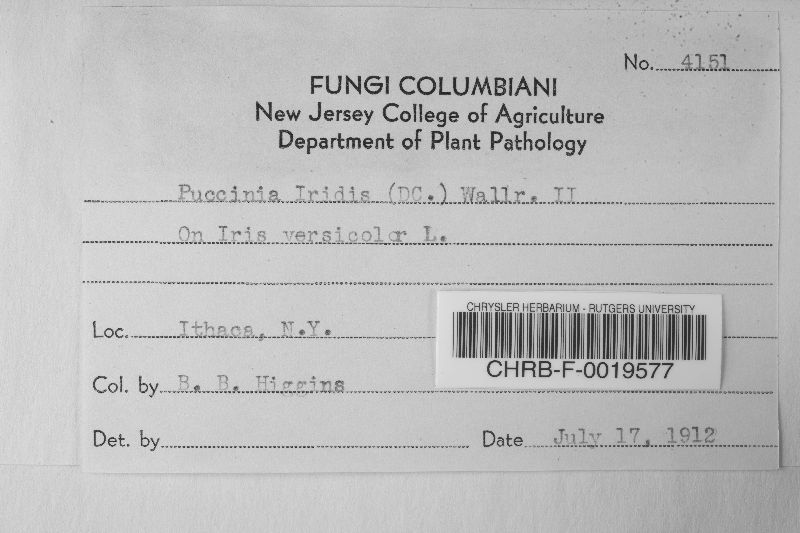 No. 4151
FUNGI COLUMBIANI
New Jersey College of Agriculture
Department of Plant Pathology
Puccinia Iridis (DC.) Wallr. II
On Iris versicolor L.
CHRYSLER HERBARIUM - RUTGERS UNIVERSITY
CHRB-F-0019577
Loc. Ithaca, N.Y.
Col. by B. B. Higgins
Det. by
Date July 17, 1912